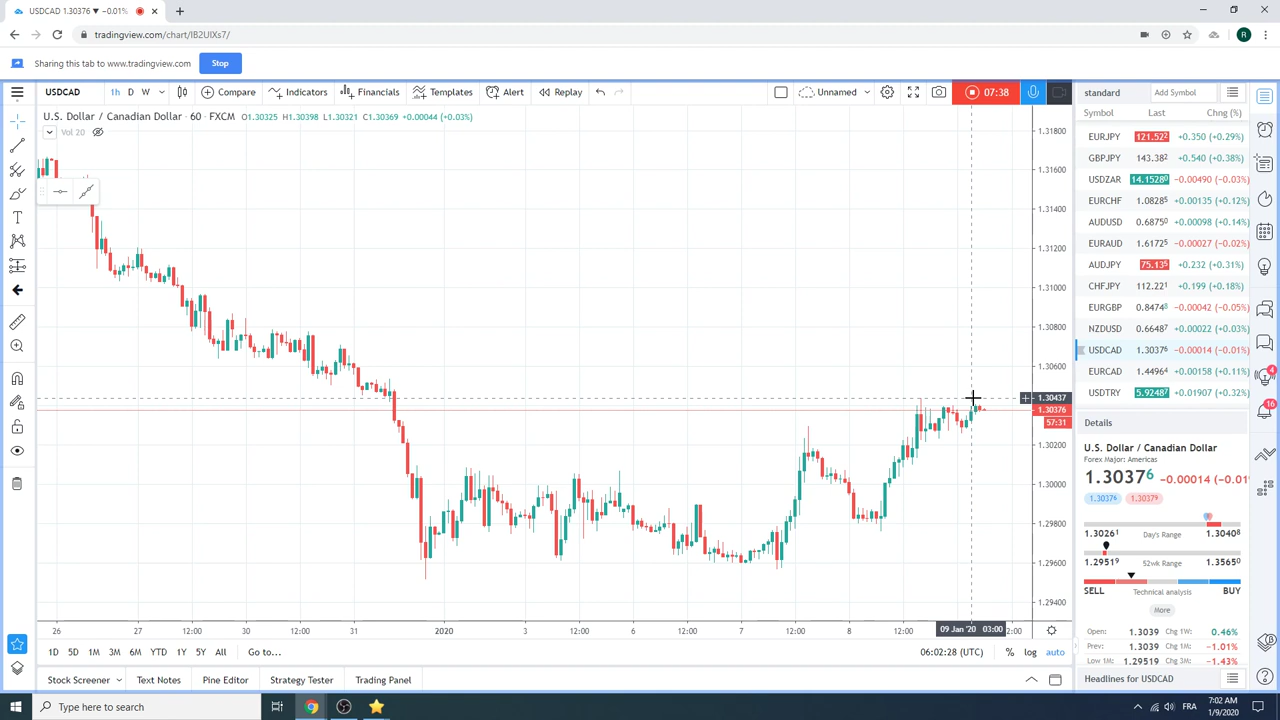 USDCAD 1.30376 ▼ −0.01%
tradingview.com/chart/IB2UIXs7/
R
Sharing this tab to www.tradingview.com
Stop
USDCAD 1h D W Compare Indicators Financials Templates Alert Replay Unnamed 07:38
U.S. Dollar / Canadian Dollar · 60 · FXCM O1.30325 H1.30398 L1.30321 C1.30369 +0.00044 (+0.03%)
Vol 20
1.31800
1.31600
1.31400
1.31200
1.31000
1.30800
1.30600
1.30437
1.30376
57:31
1.30200
1.30000
1.29800
1.29600
1.29400
26 12:00 30 12:00 31 2020 3 12:00 6 12:00 7 12:00 8 12:00 09 Jan '20 03:00 2:00
1D 5D 1M 3M 6M YTD 1Y 5Y All Go to... 06:02:28 (UTC) % log auto
Stock Screener Text Notes Pine Editor Strategy Tester Trading Panel
standard Add Symbol
Symbol Last Chng (%)
EURJPY 121.522 +0.350 (+0.29%)
GBPJPY 143.382 +0.540 (+0.38%)
USDZAR 14.15280 −0.00490 (−0.03%)
EURCHF 1.08285 +0.00135 (+0.12%)
AUDUSD 0.68750 +0.00098 (+0.14%)
EURAUD 1.61725 −0.00027 (−0.02%)
AUDJPY 75.135 +0.232 (+0.31%)
CHFJPY 112.221 +0.199 (+0.18%)
EURGBP 0.84748 −0.00042 (−0.05%)
NZDUSD 0.66487 +0.00022 (+0.03%)
USDCAD 1.30376 −0.00014 (−0.01%)
EURCAD 1.44964 +0.00158 (+0.11%)
USDTRY 5.92487 +0.01907 (+0.32%)
4
16
Details
U.S. Dollar / Canadian Dollar
Forex Major: Americas
1.30376 −0.00014 (−0.01
1.30376 1.30379
1.30261 Day's Range 1.30408
1.29519 52wk Range 1.35650
SELL Technical analysis BUY
More
Open: 1.3039 Chg 1W: 0.46%
Prev: 1.3039 Chg 1M: −1.01%
Low 1M: 1.29519 Chg 3M: −1.43%
Headlines for USDCAD
Type here to search
FRA
7:02 AM
1/9/2020